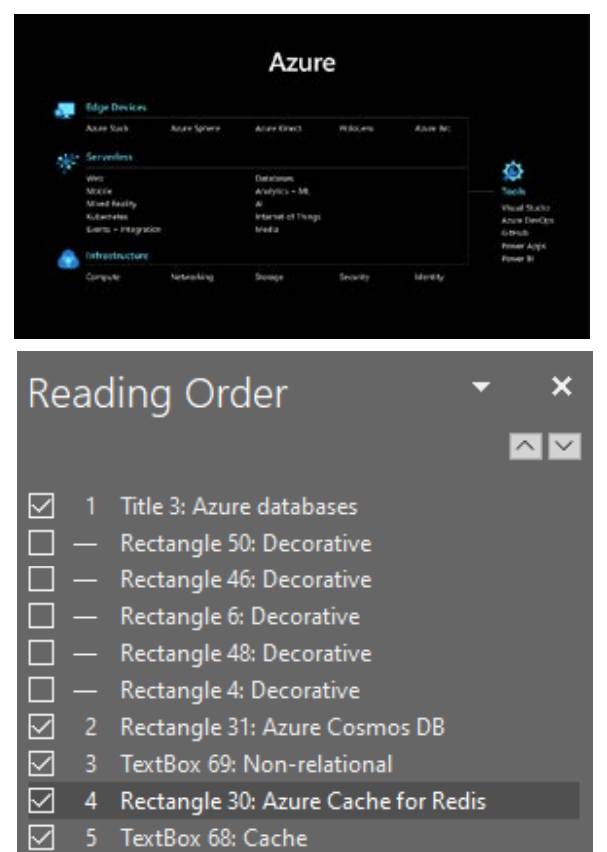 Azure
Edge Devices
Azure Stack Azure Sphere Azure Kinect HoloLens Azure Arc
Serverless
Web Databases
Mobile Analytics + ML
Mixed Reality AI
Kubernetes Internet of Things
Events + Integration Media
Infrastructure
Compute Networking Storage Security Identity
Tools
Visual Studio
Azure DevOps
GitHub
Power Apps
Power BI
Reading Order
1 Title 3: Azure databases
— Rectangle 50: Decorative
— Rectangle 46: Decorative
— Rectangle 6: Decorative
— Rectangle 48: Decorative
— Rectangle 4: Decorative
2 Rectangle 31: Azure Cosmos DB
3 TextBox 69: Non-relational
4 Rectangle 30: Azure Cache for Redis
5 TextBox 68: Cache